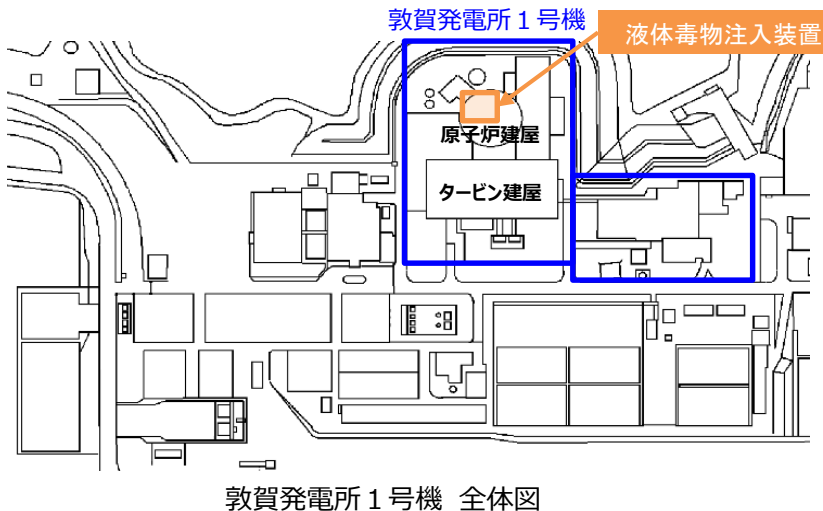 敦賀発電所１号機
液体毒物注入装置
原子炉建屋
タービン建屋
敦賀発電所１号機 全体図